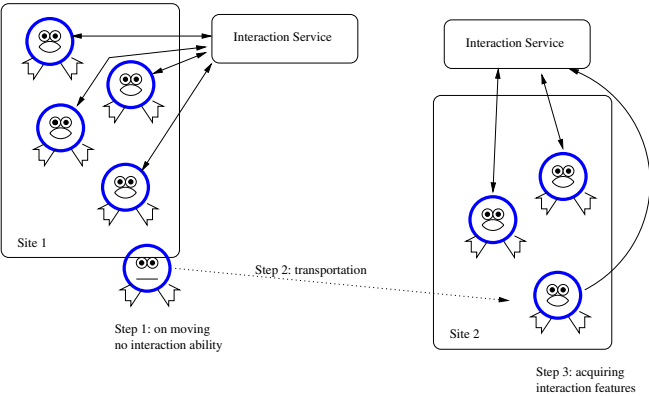 Interaction Service
Interaction Service
Site 1
Step 2: transportation
Step 1: on moving
no interaction ability
Site 2
Step 3: acquiring
interaction features